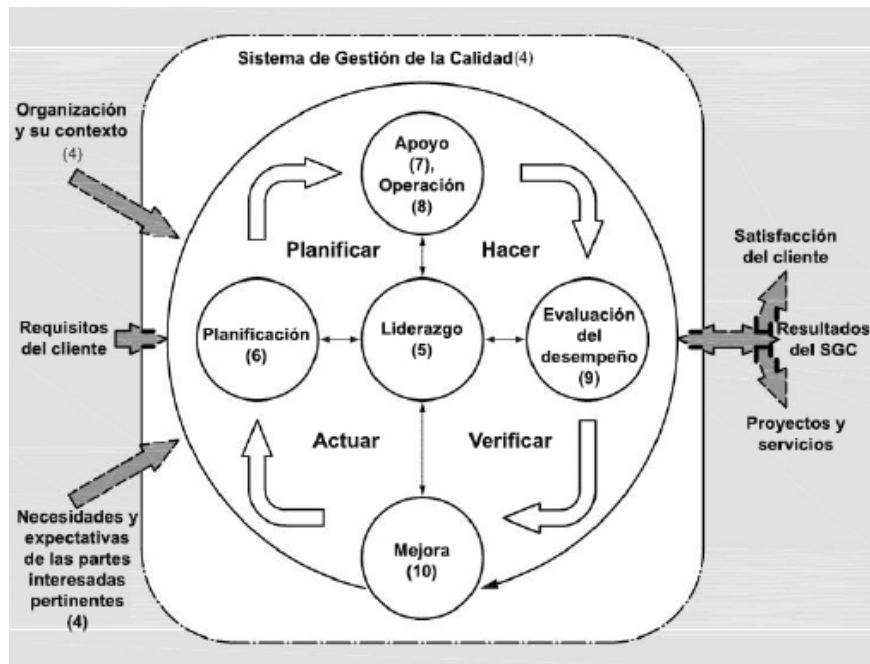 Sistema de Gestión de la Calidad(4)
Organización
y su contexto
(4)
Requisitos
del cliente
Necesidades y
expectativas
de las partes
interesadas
pertinentes
(4)
Apoyo
(7),
Operación
(8)
Planificar
Hacer
Planificación
(6)
Liderazgo
(5)
Evaluación
del
desempeño
(9)
Actuar
Verificar
Mejora
(10)
Satisfacción
del cliente
Resultados
del SGC
Proyectos y
servicios